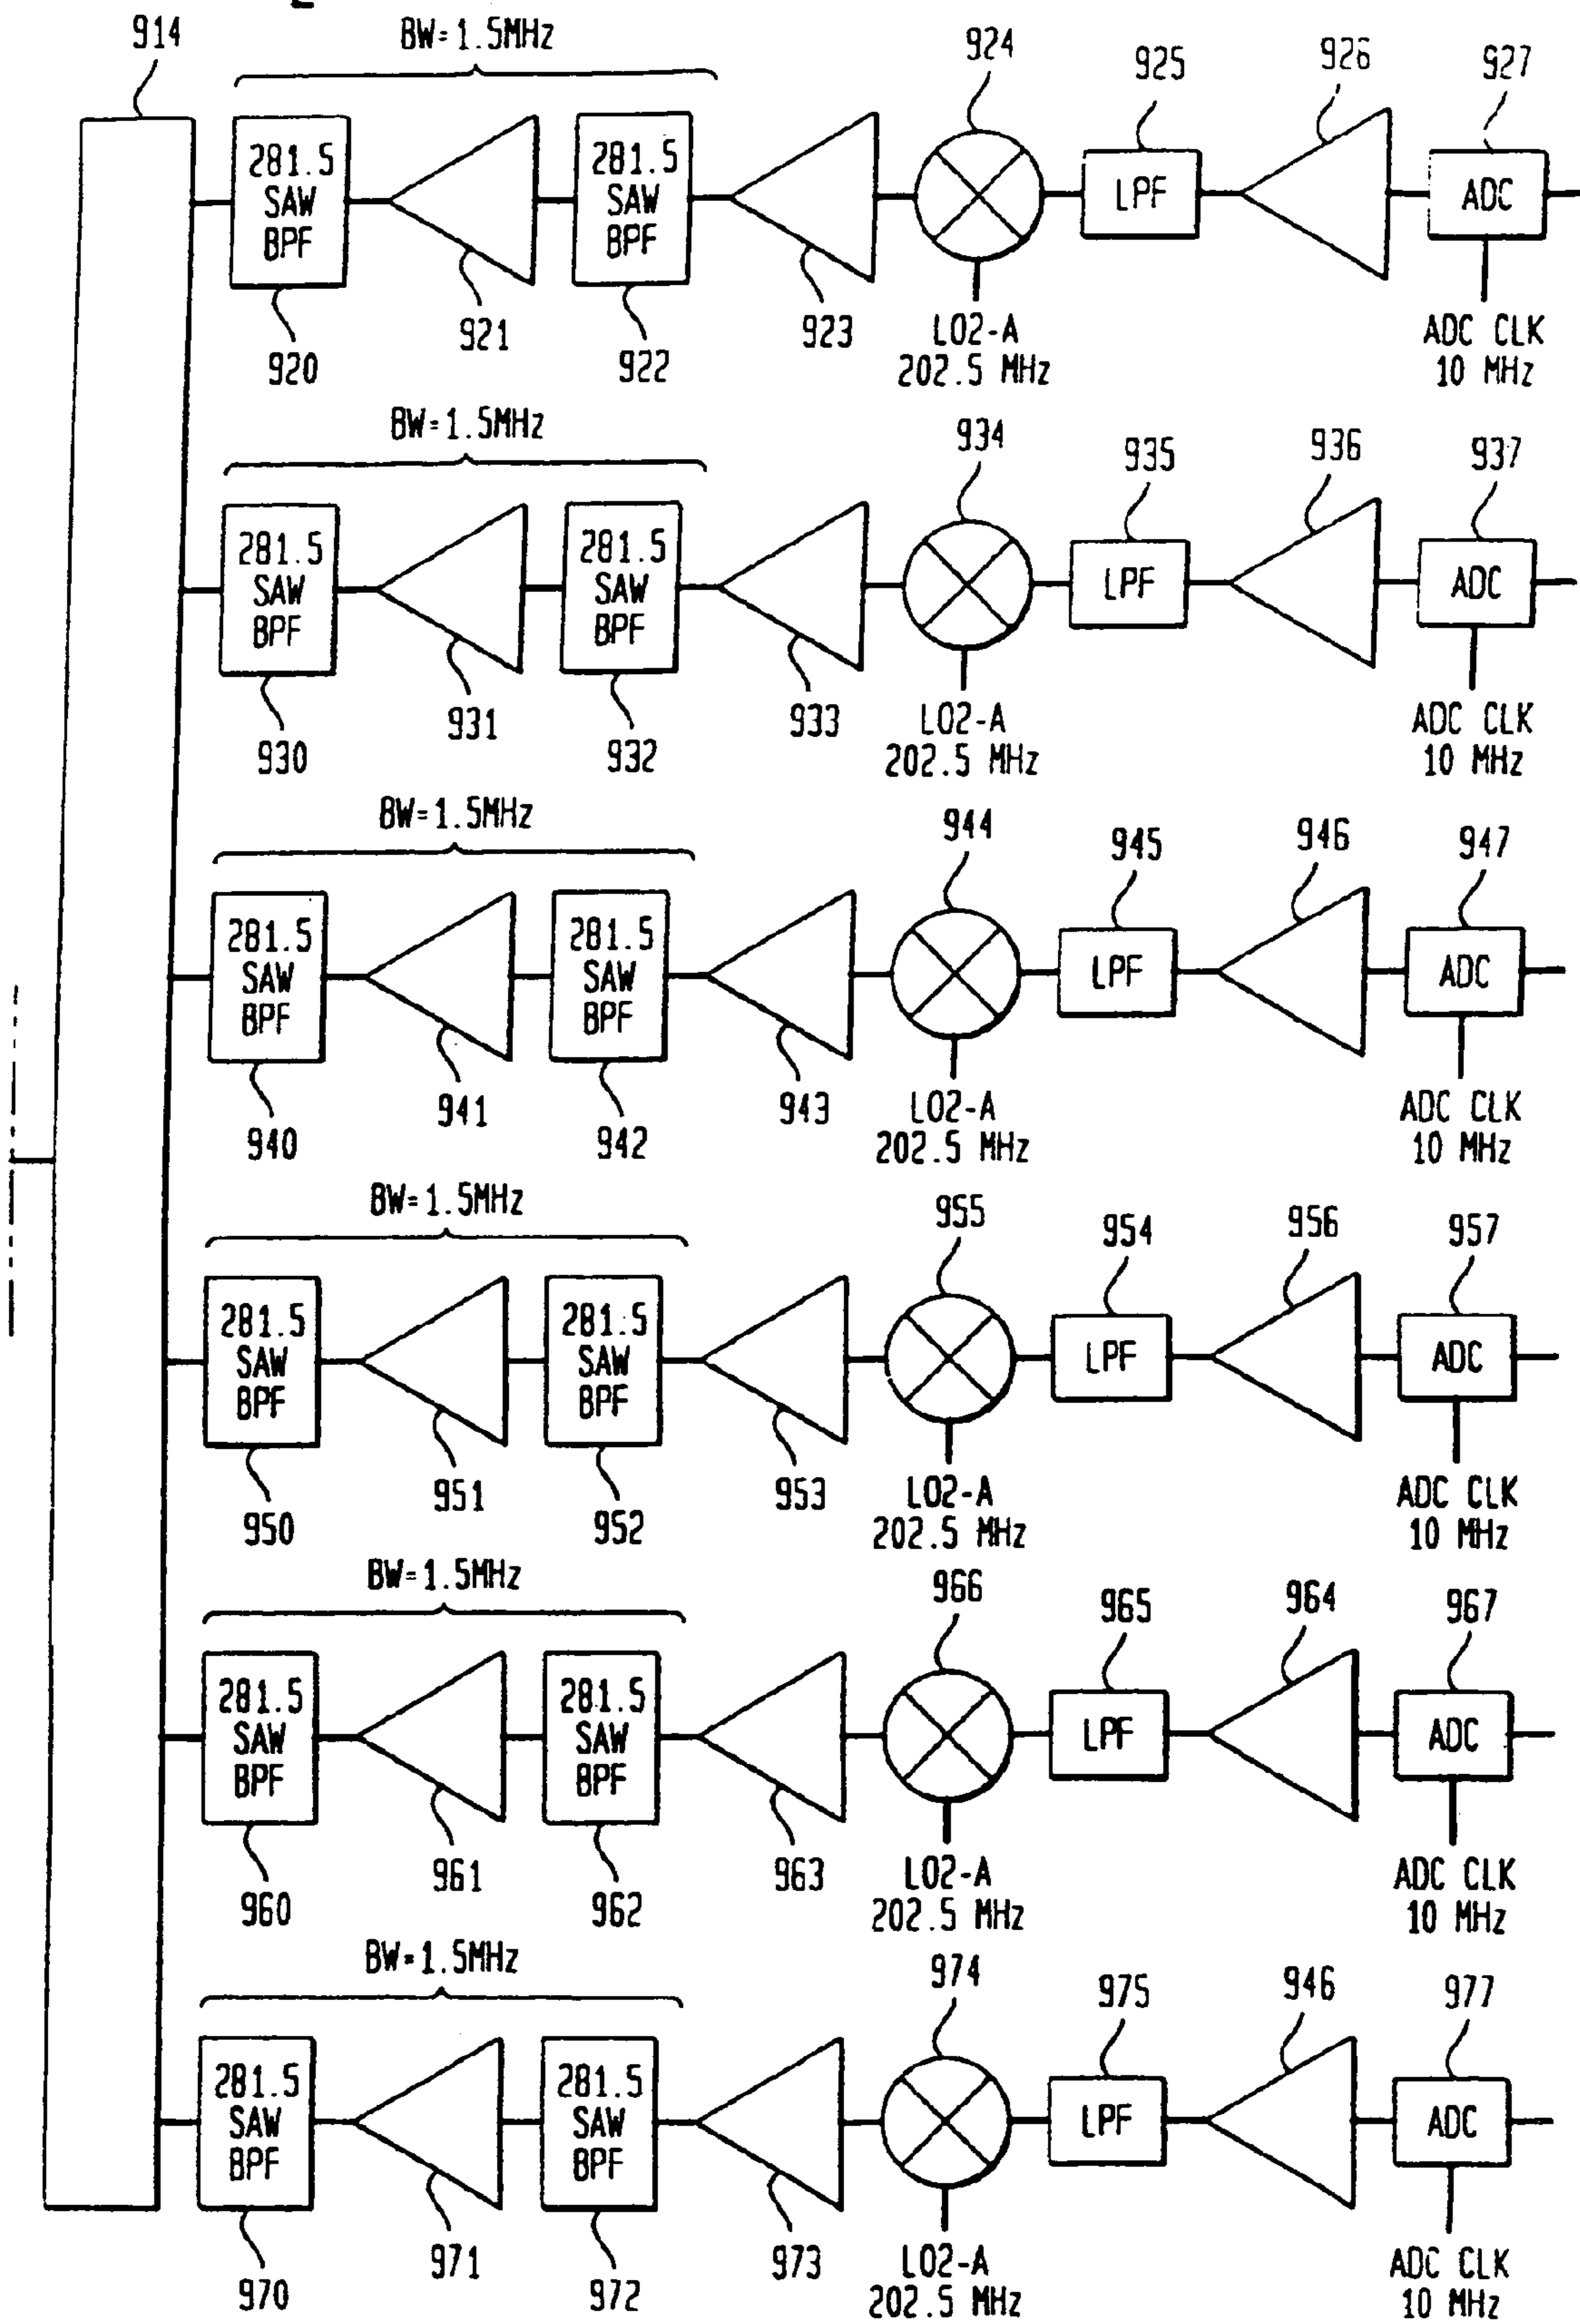 914
BW=1.5MHz
924
925
926
927
281.5
SAW
BPF
281.5
SAW
BPF
LPF
ADC
920
921
922
923
LO2-A
202.5 MHz
ADC CLK
10 MHz
BW=1.5MHz
934
935
936
937
281.5
SAW
BPF
281.5
SAW
BPF
LPF
ADC
930
931
932
933
LO2-A
202.5 MHz
ADC CLK
10 MHz
BW=1.5MHz
944
945
946
947
281.5
SAW
BPF
281.5
SAW
BPF
LPF
ADC
940
941
942
943
LO2-A
202.5 MHz
ADC CLK
10 MHz
BW=1.5MHz
955
954
956
957
281.5
SAW
BPF
281.5
SAW
BPF
LPF
ADC
950
951
952
953
LO2-A
202.5 MHz
ADC CLK
10 MHz
BW=1.5MHz
966
965
964
967
281.5
SAW
BPF
281.5
SAW
BPF
LPF
ADC
960
961
962
963
LO2-A
202.5 MHz
ADC CLK
10 MHz
BW=1.5MHz
974
975
946
977
281.5
SAW
BPF
281.5
SAW
BPF
LPF
ADC
970
971
972
973
LO2-A
202.5 MHz
ADC CLK
10 MHz